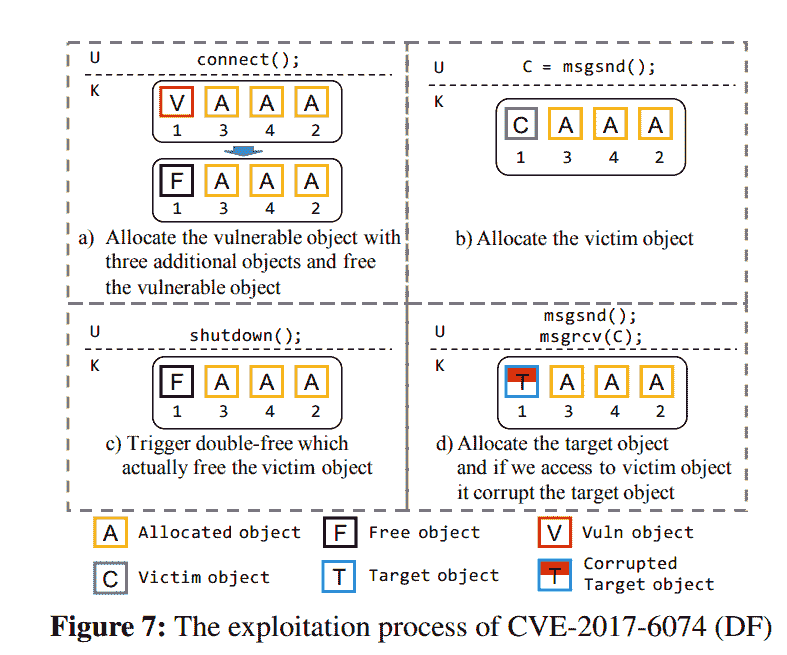 U
connect();
K
V A A A
1 3 4 2
F A A A
1 3 4 2
a) Allocate the vulnerable object with
three additional objects and free
the vulnerable object
U
C = msgsnd();
K
C A A A
1 3 4 2
b) Allocate the victim object
U
shutdown();
K
F A A A
1 3 4 2
c) Trigger double-free which
actually free the victim object
msgsnd();
U
msgrcv(C);
K
T A A A
1 3 4 2
d) Allocate the target object
and if we access to victim object
it corrupt the target object
A Allocated object F Free object V Vuln object
C Victim object T Target object T Corrupted
Target object
Figure 7: The exploitation process of CVE-2017-6074 (DF)